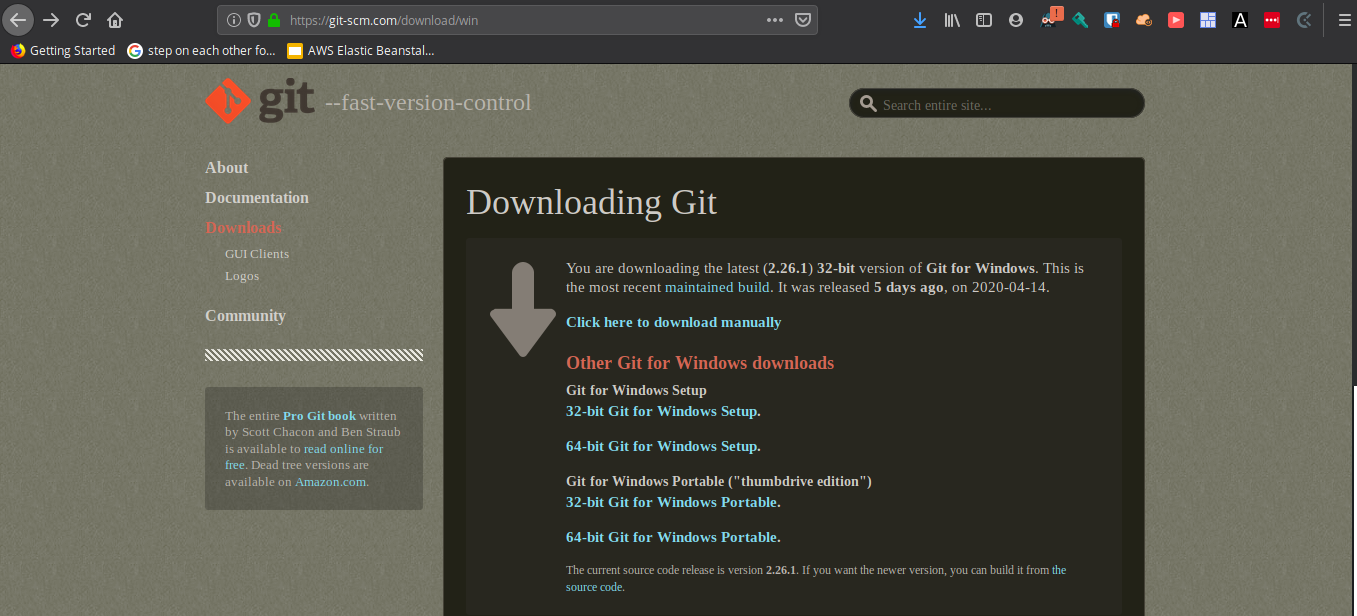 https://git-scm.com/download/win
!
A
Getting Started
step on each other fo...
AWS Elastic Beanstal...
git --fast-version-control
Search entire site...
About
Documentation
Downloads
GUI Clients
Logos
Community
The entire Pro Git book written
by Scott Chacon and Ben Straub
is available to read online for
free. Dead tree versions are
available on Amazon.com.
Downloading Git
You are downloading the latest (2.26.1) 32-bit version of Git for Windows. This is
the most recent maintained build. It was released 5 days ago, on 2020-04-14.
Click here to download manually
Other Git for Windows downloads
Git for Windows Setup
32-bit Git for Windows Setup.
64-bit Git for Windows Setup.
Git for Windows Portable ("thumbdrive edition")
32-bit Git for Windows Portable.
64-bit Git for Windows Portable.
The current source code release is version 2.26.1. If you want the newer version, you can build it from the
source code.